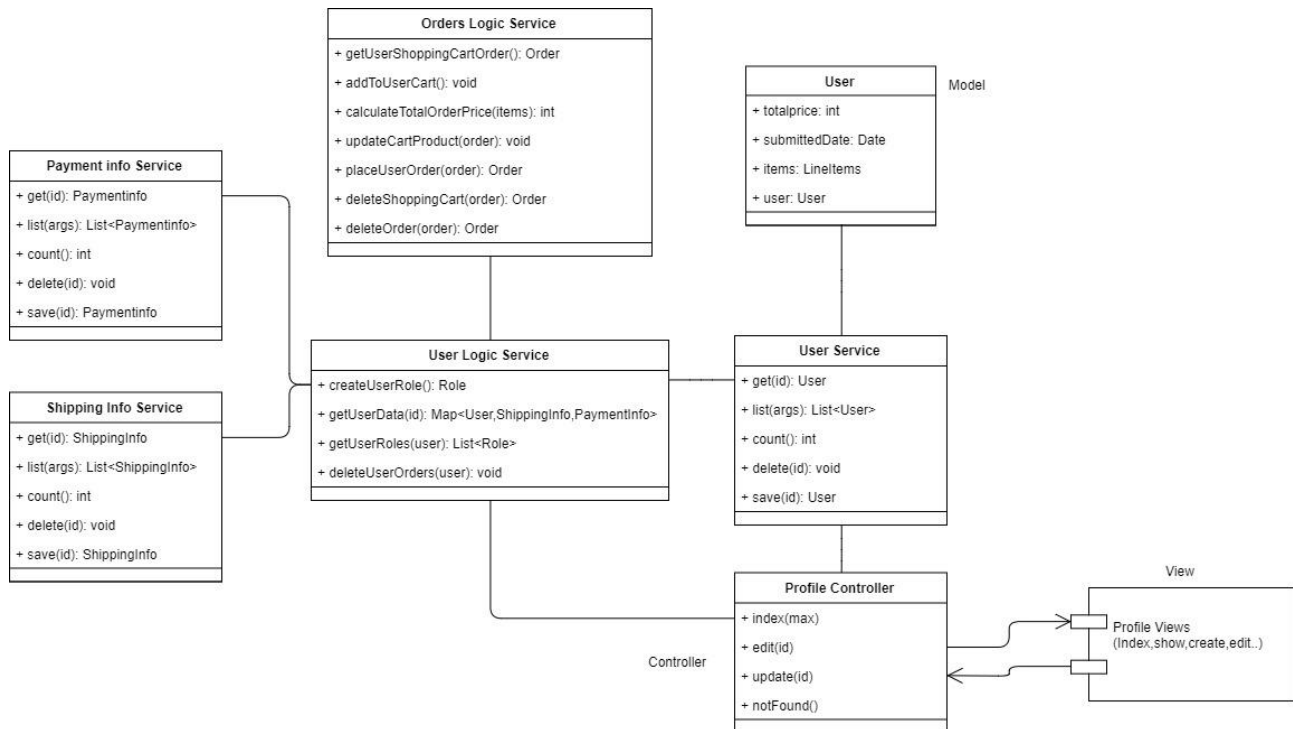 Orders Logic Service
+ getUserShoppingCartOrder(): Order
+ addToUserCart(): void
+ calculateTotalOrderPrice(items): int
+ updateCartProduct(order): void
+ placeUserOrder(order): Order
+ deleteShoppingCart(order): Order
+ deleteOrder(order): Order
User
Model
+ totalprice: int
+ submittedDate: Date
+ items: LineItems
+ user: User
Payment info Service
+ get(id): Paymentinfo
+ list(args): List<Paymentinfo>
+ count(): int
+ delete(id): void
+ save(id): Paymentinfo
Shipping Info Service
+ get(id): ShippingInfo
+ list(args): List<ShippingInfo>
+ count(): int
+ delete(id): void
+ save(id): ShippingInfo
User Logic Service
+ createUserRole(): Role
+ getUserData(id): Map<User,ShippingInfo,PaymentInfo>
+ getUserRoles(user): List<Role>
+ deleteUserOrders(user): void
User Service
+ get(id): User
+ list(args): List<User>
+ count(): int
+ delete(id): void
+ save(id): User
Controller
Profile Controller
+ index(max)
+ edit(id)
+ update(id)
+ notFound()
View
Profile Views
(Index,show,create,edit..)